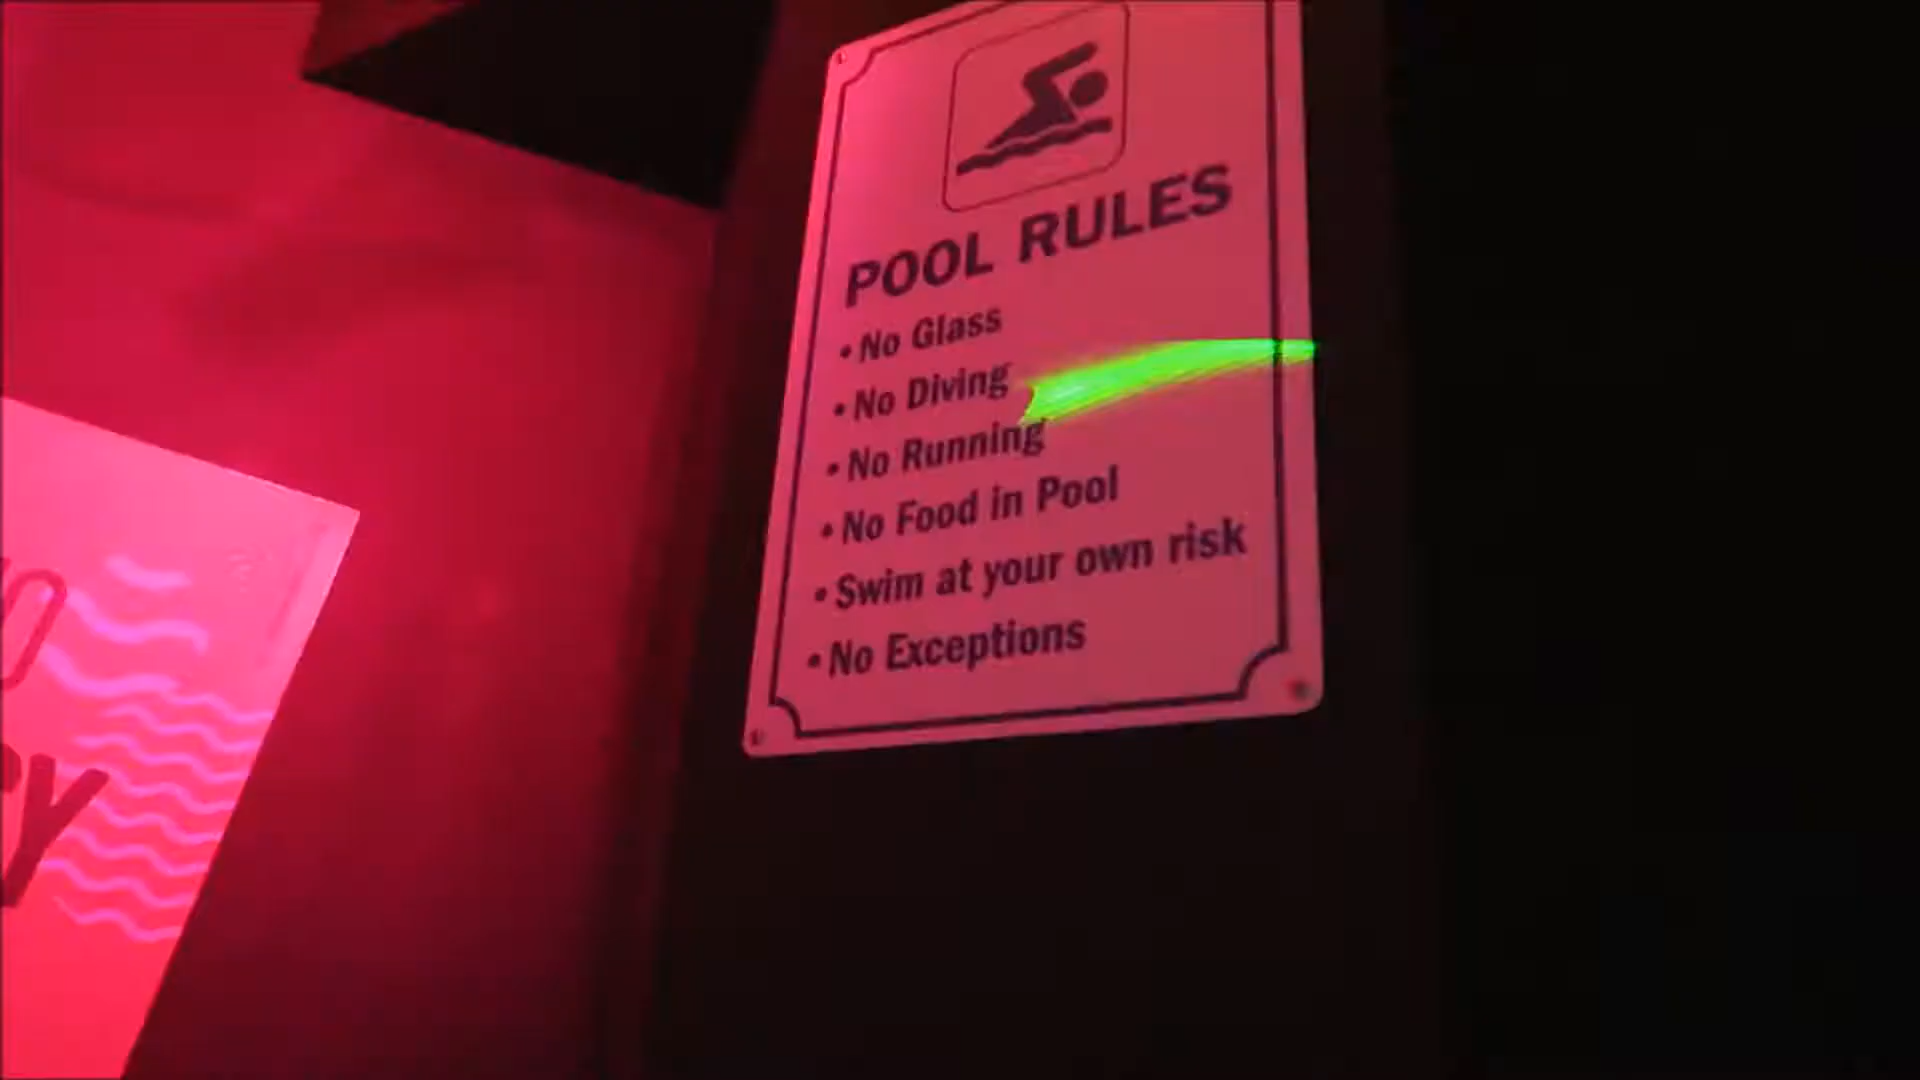 POOL RULES
• No Glass
• No Diving
• No Running
• No Food in Pool
• Swim at your own risk
• No Exceptions